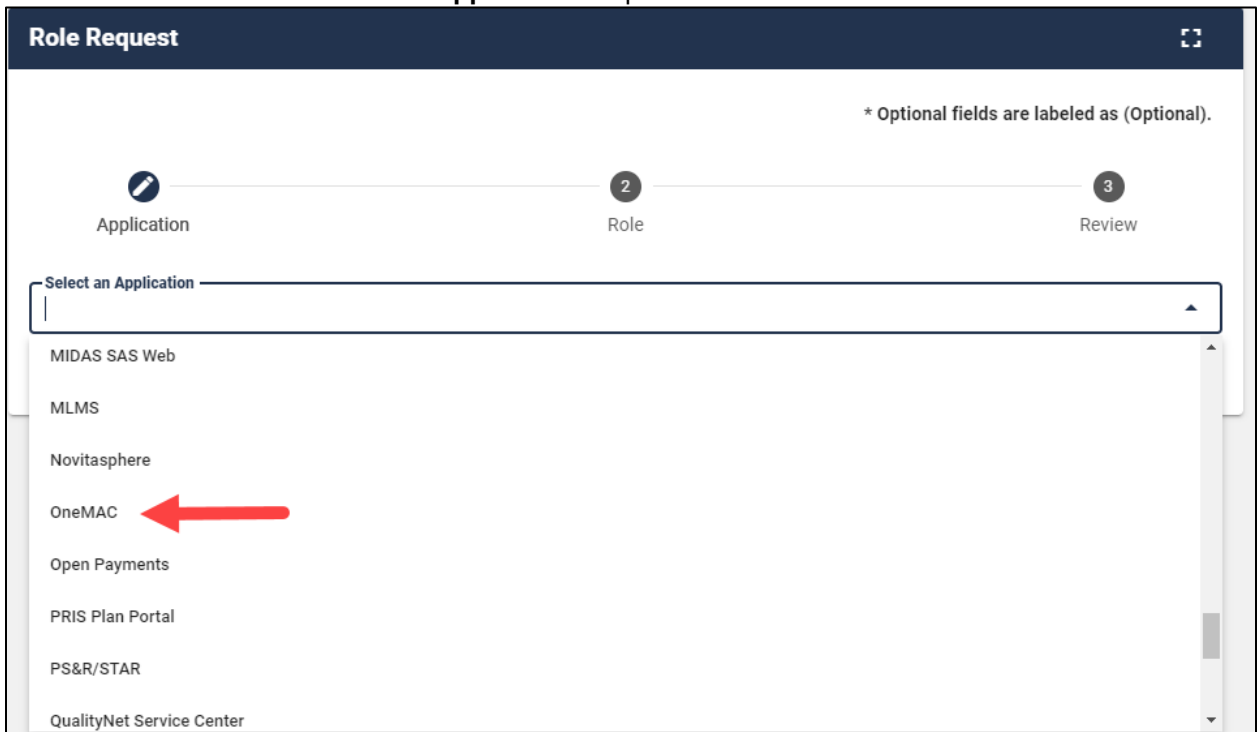 Role Request
* Optional fields are labeled as (Optional).
2
3
Application
Role
Review
Select an Application
MIDAS SAS Web
MLMS
Novitasphere
OneMAC
Open Payments
PRIS Plan Portal
PS&R/STAR
QualityNet Service Center